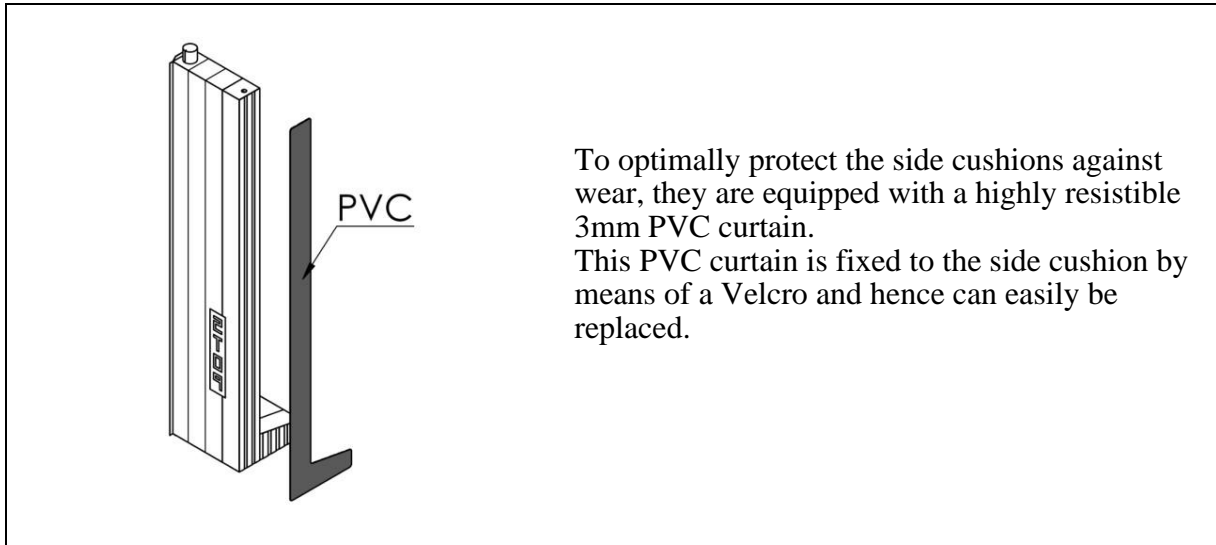 PVC
STOP
To optimally protect the side cushions against
wear, they are equipped with a highly resistible
3mm PVC curtain.
This PVC curtain is fixed to the side cushion by
means of a Velcro and hence can easily be
replaced.